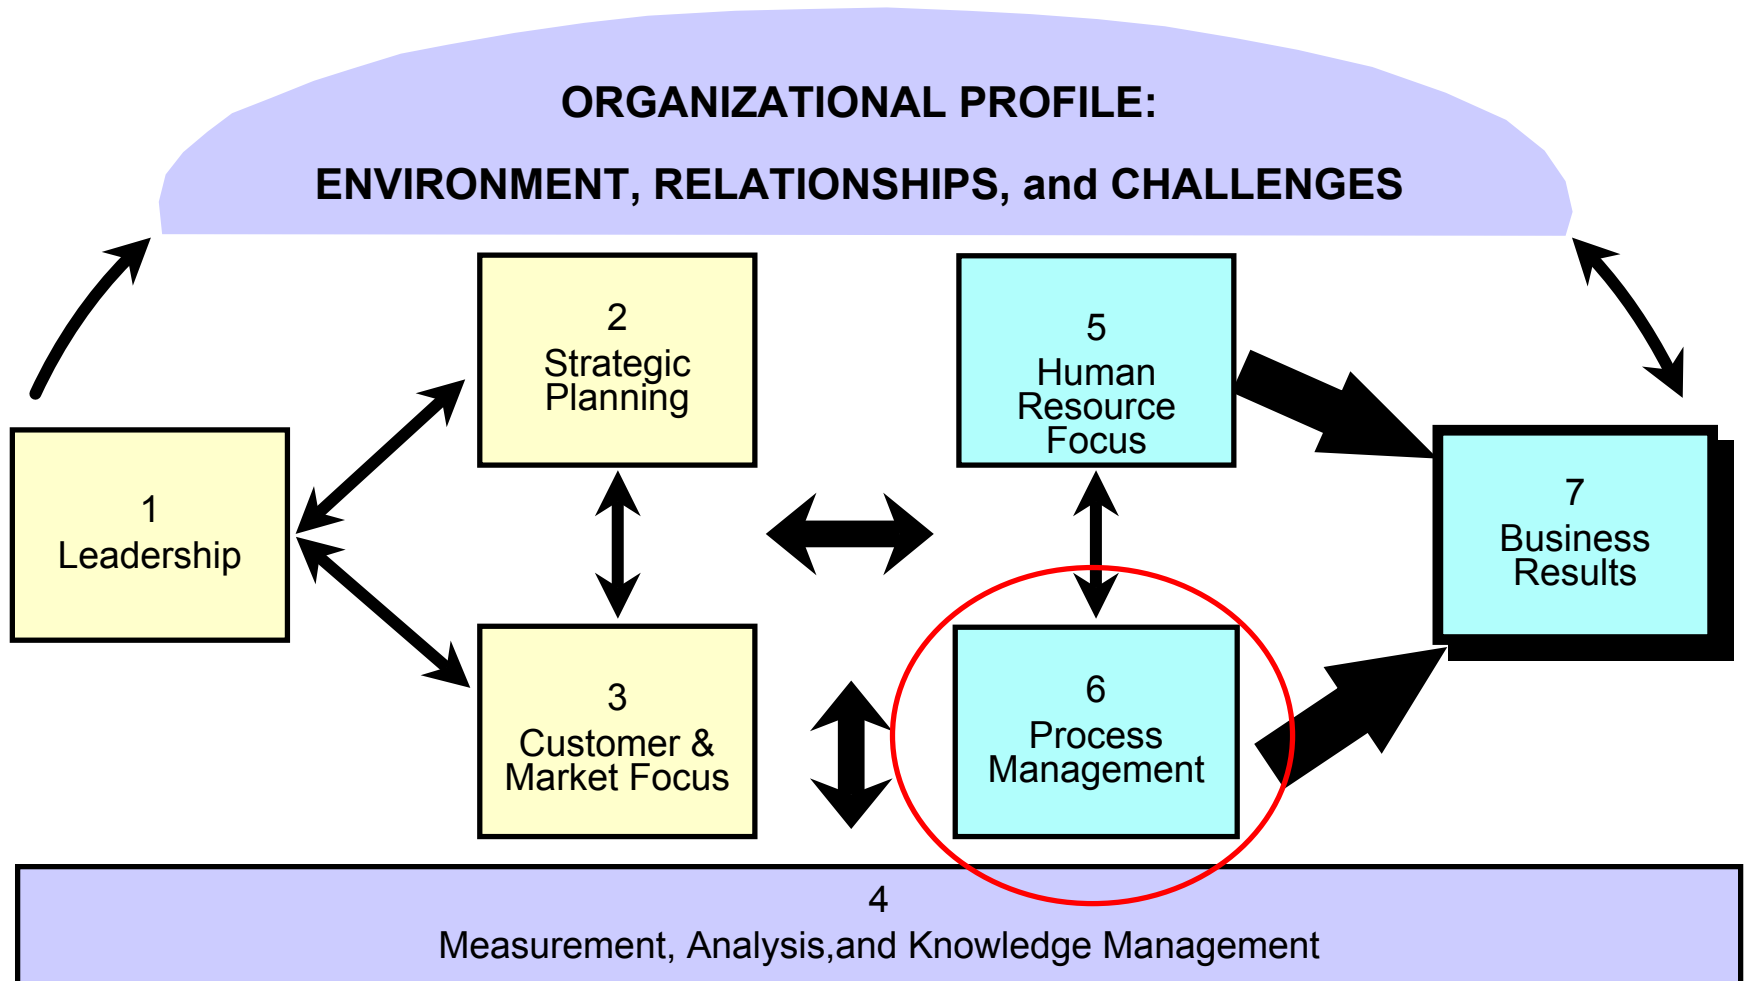 ORGANIZATIONAL PROFILE:
ENVIRONMENT, RELATIONSHIPS, and CHALLENGES
1
Leadership
2
Strategic
Planning
3
Customer &
Market Focus
5
Human
Resource
Focus
6
Process
Management
7
Business
Results
4
Measurement, Analysis,and Knowledge Management